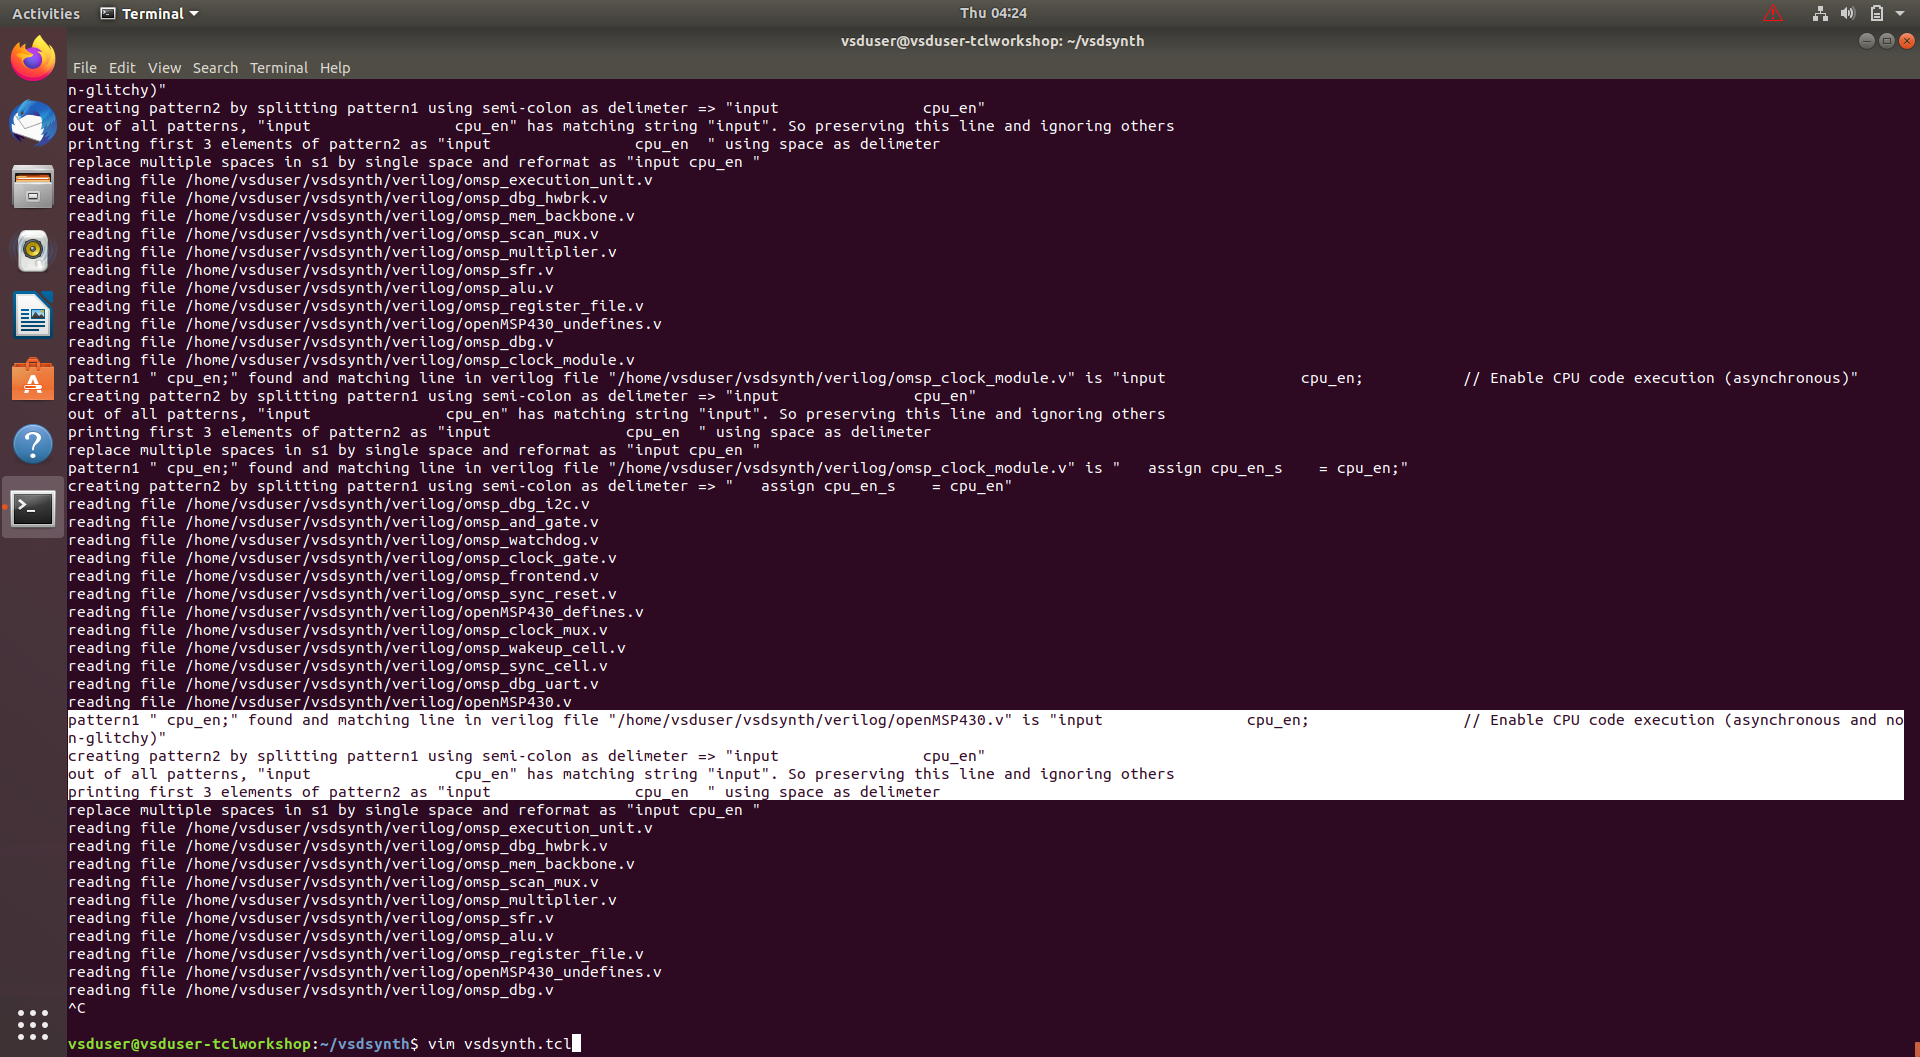 Activities Terminal Thu 04:24
vsduser@vsduser-tclworkshop: ~/vsdsynth
File Edit View Search Terminal Help
n-glitchy)"
creating pattern2 by splitting pattern1 using semi-colon as delimeter => "input                cpu_en"
out of all patterns, "input                cpu_en" has matching string "input". So preserving this line and ignoring others
printing first 3 elements of pattern2 as "input                cpu_en  " using space as delimeter
replace multiple spaces in s1 by single space and reformat as "input cpu_en "
reading file /home/vsduser/vsdsynth/verilog/omsp_execution_unit.v
reading file /home/vsduser/vsdsynth/verilog/omsp_dbg_hwbrk.v
reading file /home/vsduser/vsdsynth/verilog/omsp_mem_backbone.v
reading file /home/vsduser/vsdsynth/verilog/omsp_scan_mux.v
reading file /home/vsduser/vsdsynth/verilog/omsp_multiplier.v
reading file /home/vsduser/vsdsynth/verilog/omsp_sfr.v
reading file /home/vsduser/vsdsynth/verilog/omsp_alu.v
reading file /home/vsduser/vsdsynth/verilog/omsp_register_file.v
reading file /home/vsduser/vsdsynth/verilog/openMSP430_undefines.v
reading file /home/vsduser/vsdsynth/verilog/omsp_dbg.v
reading file /home/vsduser/vsdsynth/verilog/omsp_clock_module.v
pattern1 " cpu_en;" found and matching line in verilog file "/home/vsduser/vsdsynth/verilog/omsp_clock_module.v" is "input               cpu_en;           // Enable CPU code execution (asynchronous)"
creating pattern2 by splitting pattern1 using semi-colon as delimeter => "input               cpu_en"
out of all patterns, "input               cpu_en" has matching string "input". So preserving this line and ignoring others
printing first 3 elements of pattern2 as "input               cpu_en  " using space as delimeter
replace multiple spaces in s1 by single space and reformat as "input cpu_en "
pattern1 " cpu_en;" found and matching line in verilog file "/home/vsduser/vsdsynth/verilog/omsp_clock_module.v" is "   assign cpu_en_s    = cpu_en;"
creating pattern2 by splitting pattern1 using semi-colon as delimeter => "   assign cpu_en_s    = cpu_en"
reading file /home/vsduser/vsdsynth/verilog/omsp_dbg_i2c.v
reading file /home/vsduser/vsdsynth/verilog/omsp_and_gate.v
reading file /home/vsduser/vsdsynth/verilog/omsp_watchdog.v
reading file /home/vsduser/vsdsynth/verilog/omsp_clock_gate.v
reading file /home/vsduser/vsdsynth/verilog/omsp_frontend.v
reading file /home/vsduser/vsdsynth/verilog/omsp_sync_reset.v
reading file /home/vsduser/vsdsynth/verilog/openMSP430_defines.v
reading file /home/vsduser/vsdsynth/verilog/omsp_clock_mux.v
reading file /home/vsduser/vsdsynth/verilog/omsp_wakeup_cell.v
reading file /home/vsduser/vsdsynth/verilog/omsp_sync_cell.v
reading file /home/vsduser/vsdsynth/verilog/omsp_dbg_uart.v
reading file /home/vsduser/vsdsynth/verilog/openMSP430.v
pattern1 " cpu_en;" found and matching line in verilog file "/home/vsduser/vsdsynth/verilog/openMSP430.v" is "input                cpu_en;                 // Enable CPU code execution (asynchronous and no
n-glitchy)"
creating pattern2 by splitting pattern1 using semi-colon as delimeter => "input                cpu_en"
out of all patterns, "input                cpu_en" has matching string "input". So preserving this line and ignoring others
printing first 3 elements of pattern2 as "input                cpu_en  " using space as delimeter
replace multiple spaces in s1 by single space and reformat as "input cpu_en "
reading file /home/vsduser/vsdsynth/verilog/omsp_execution_unit.v
reading file /home/vsduser/vsdsynth/verilog/omsp_dbg_hwbrk.v
reading file /home/vsduser/vsdsynth/verilog/omsp_mem_backbone.v
reading file /home/vsduser/vsdsynth/verilog/omsp_scan_mux.v
reading file /home/vsduser/vsdsynth/verilog/omsp_multiplier.v
reading file /home/vsduser/vsdsynth/verilog/omsp_sfr.v
reading file /home/vsduser/vsdsynth/verilog/omsp_alu.v
reading file /home/vsduser/vsdsynth/verilog/omsp_register_file.v
reading file /home/vsduser/vsdsynth/verilog/openMSP430_undefines.v
reading file /home/vsduser/vsdsynth/verilog/omsp_dbg.v
^C
vsduser@vsduser-tclworkshop:~/vsdsynth$ vim vsdsynth.tcl